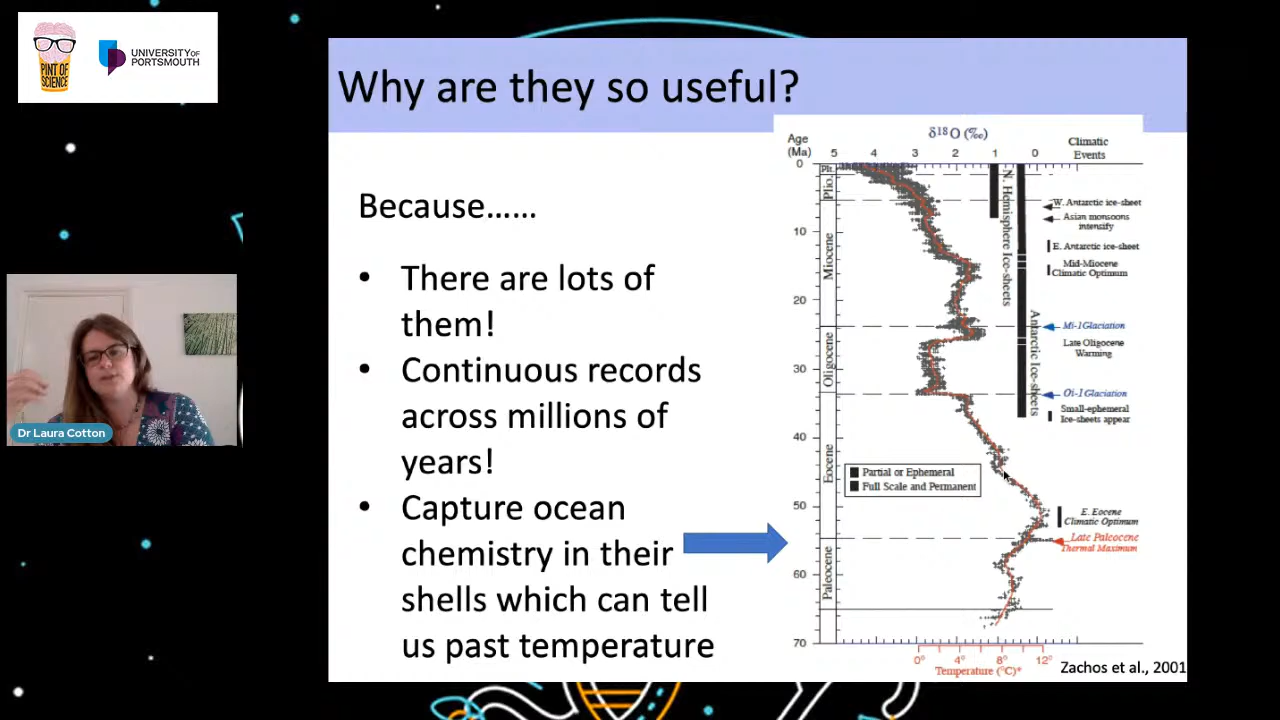 PINT OF
SCIENCE
UNIVERSITY OF
PORTSMOUTH
Why are they so useful?
Because……
• There are lots of
them!
• Continuous records
across millions of
years!
• Capture ocean
chemistry in their
shells which can tell
us past temperature
Dr Laura Cotton
δ18O (‰)
Age
(Ma)
5 4 3 2 1 0
Climatic
Events
0
10
20
30
40
50
60
70
Plt.
Plio.
Miocene
Oligocene
Eocene
Paleocene
N. Hemisphere Ice-sheets
Antarctic Ice-sheets
W. Antarctic ice-sheet
Asian monsoons
intensify
E. Antarctic ice-sheet
Mid-Miocene
Climatic Optimum
Mi-1Glaciation
Late Oligocene
Warming
Oi-1 Glaciation
Small-ephemeral
Ice-sheets appear
Partial or Ephemeral
Full Scale and Permanent
E. Eocene
Climatic Optimum
Late Paleocene
Thermal Maximum
0° 4° 8° 12°
Temperature (°C)*
Zachos et al., 2001